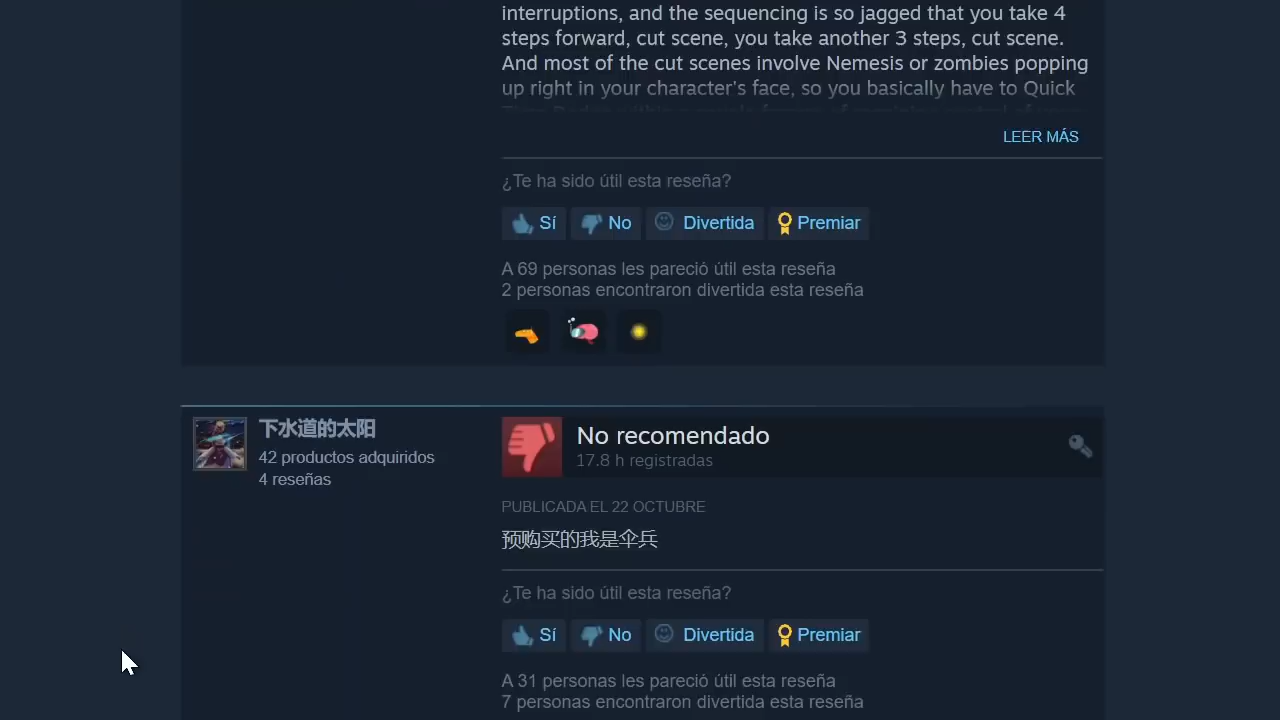 interruptions, and the sequencing is so jagged that you take 4
steps forward, cut scene, you take another 3 steps, cut scene.
And most of the cut scenes involve Nemesis or zombies popping
up right in your character's face, so you basically have to Quick
LEER MÁS
¿Te ha sido útil esta reseña?
Sí No Divertida Premiar
A 69 personas les pareció útil esta reseña
2 personas encontraron divertida esta reseña
下水道的太阳
42 productos adquiridos
4 reseñas
No recomendado
17.8 h registradas
PUBLICADA EL 22 OCTUBRE
预购买的我是伞兵
¿Te ha sido útil esta reseña?
Sí No Divertida Premiar
A 31 personas les pareció útil esta reseña
7 personas encontraron divertida esta reseña